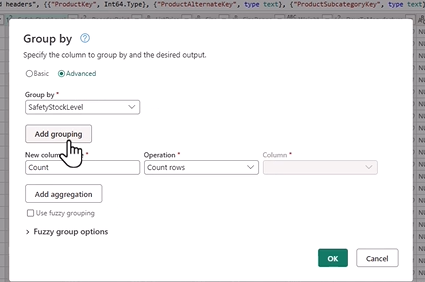 d headers", {{"ProductKey", Int64.Type}, {"ProductAlternateKey", type text}, {"ProductSubcategoryKey", type text}
Group by
Specify the column to group by and the desired output.
Basic Advanced
Group by *
SafetyStockLevel
Add grouping
New column * Operation * Column *
Count Count rows
Add aggregation
Use fuzzy grouping
Fuzzy group options
OK Cancel